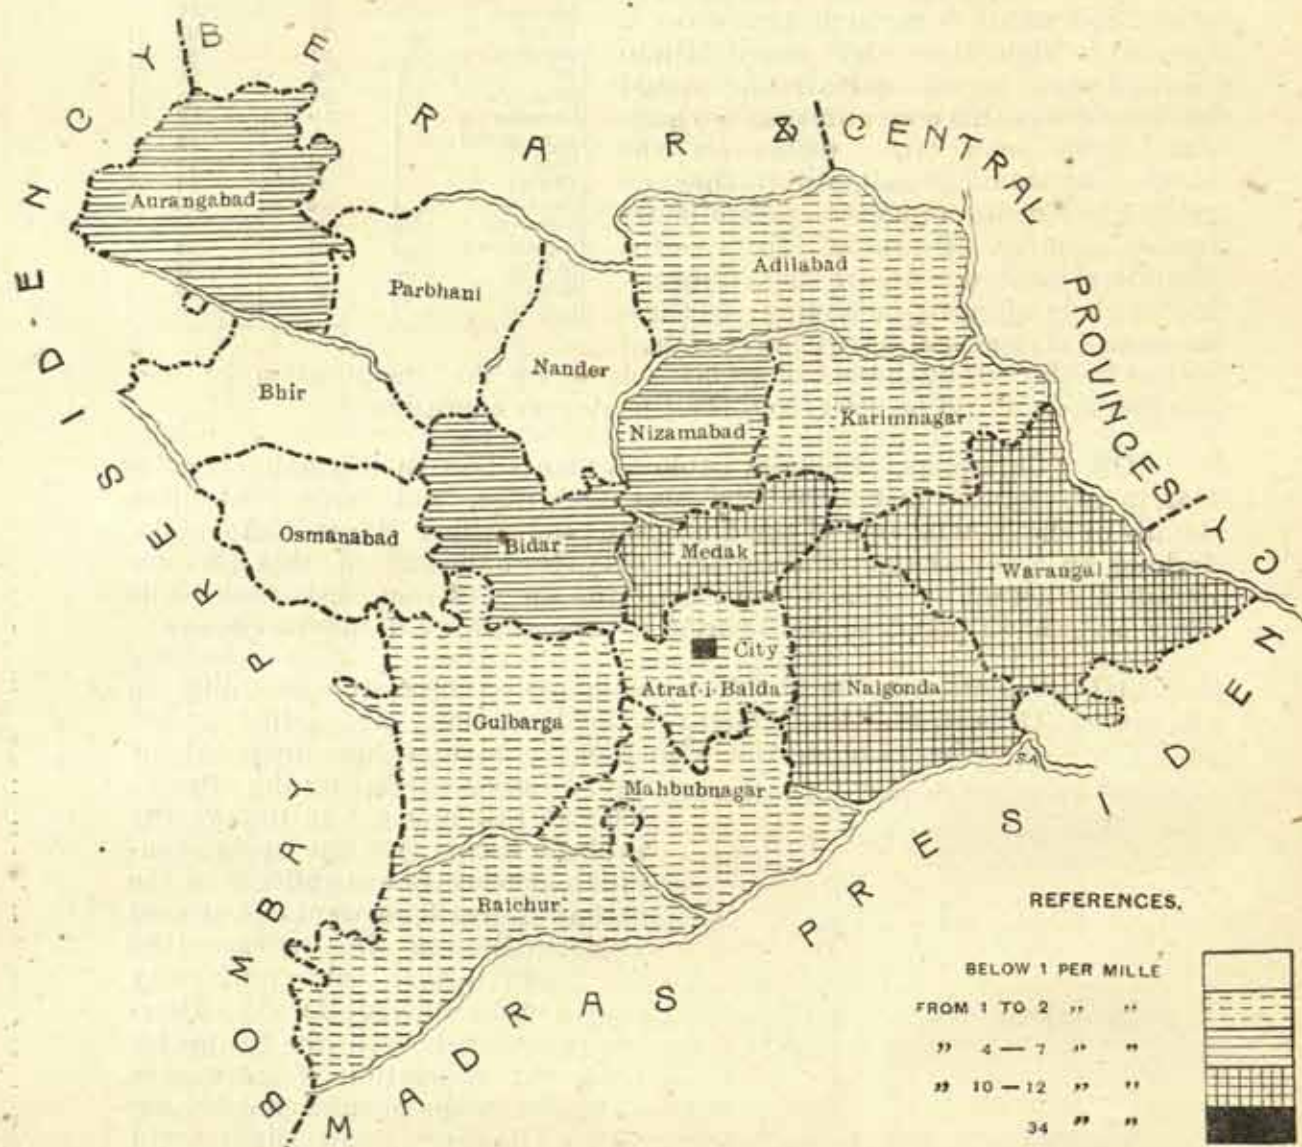 BERAR & CENTRAL PROVINCES
BOMBAY PRESIDENCY
MADRAS PRESIDENCY
Aurangabad
Parbhani
Adilabad
Nander
Bhir
Karimnagar
Nizamabad
Osmanabad
Bidar
Medak
Warangal
City
Atraf-i-Balda
Nalgonda
Gulbarga
Mahbubnagar
Raichur
REFERENCES.
BELOW 1 PER MILLE
FROM 1 TO 2 " "
" 4 — 7 " "
" 10 — 12 " "
34 " "